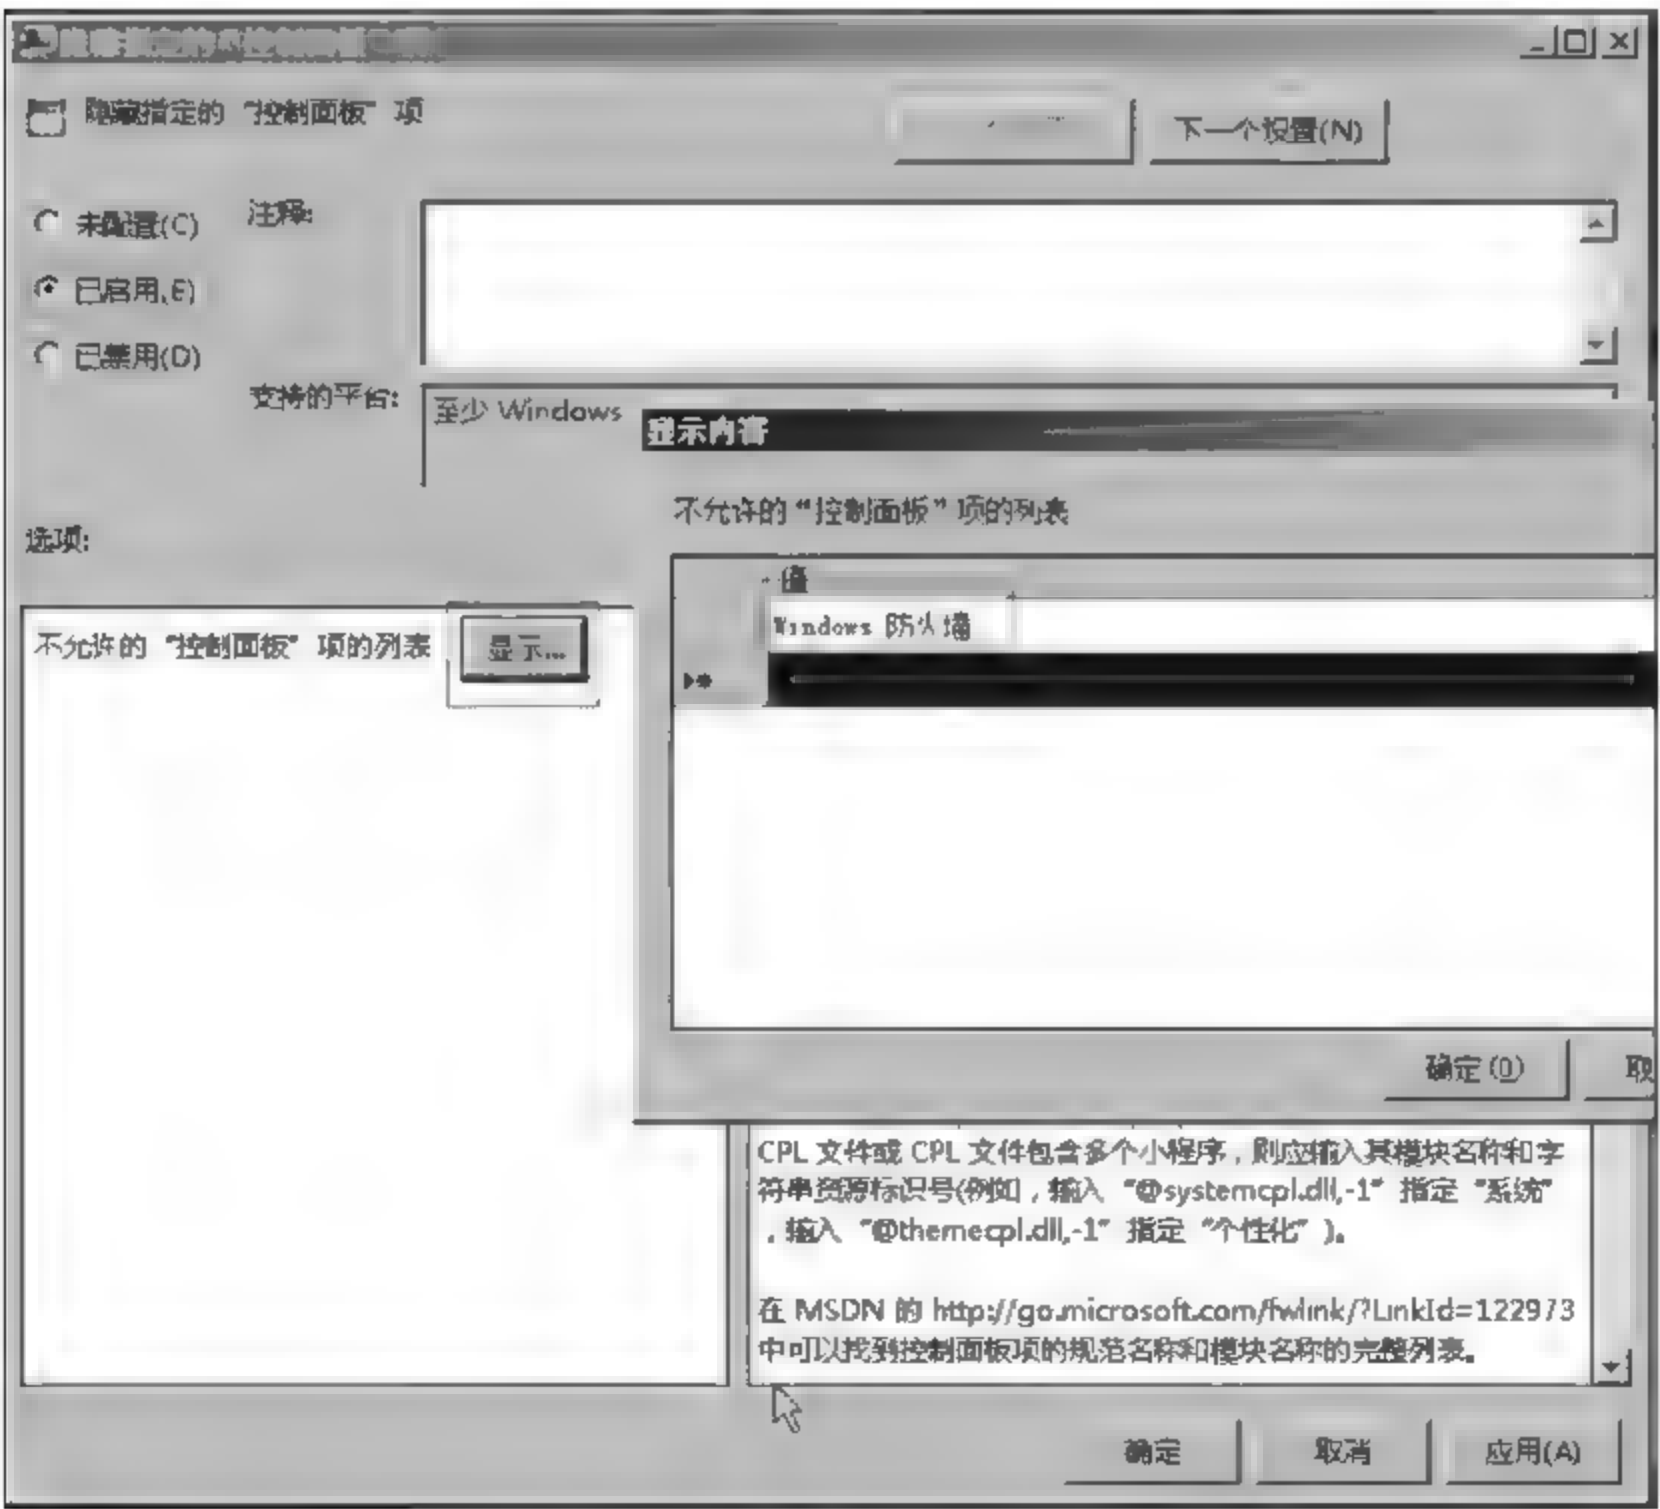 隐藏指定的“控制面板”项
下一个设置(N)
未配置(C)
注释:
已启用(E)
已禁用(D)
支持的平台:
至少 Windows
显示内容
不允许的“控制面板”项的列表
选项:
值
Windows 防火墙
不允许的“控制面板”项的列表
显示...
确定(O)
取
CPL 文件或 CPL 文件包含多个小程序，则应输入其模块名称和字
符串资源标识号(例如，输入“@systemcpl.dll,-1”指定“系统”
，输入“@themecpl.dll,-1”指定“个性化”)。
在 MSDN 的 http://go.microsoft.com/fwlink/?LinkId=122973
中可以找到控制面板项的规范名称和模块名称的完整列表。
确定
取消
应用(A)